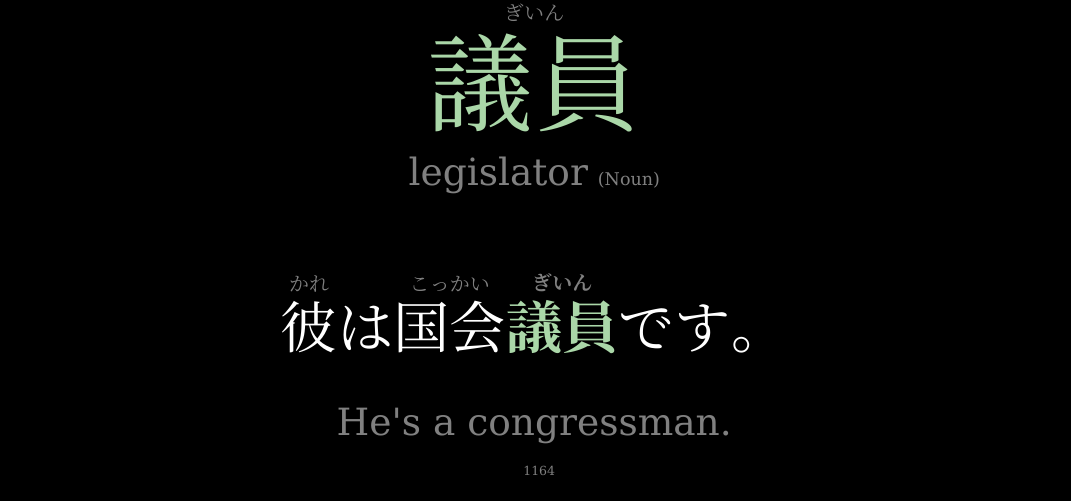 ぎいん
議員
legislator (Noun)
かれ こっかい ぎいん
彼は国会議員です。
He's a congressman.
1164